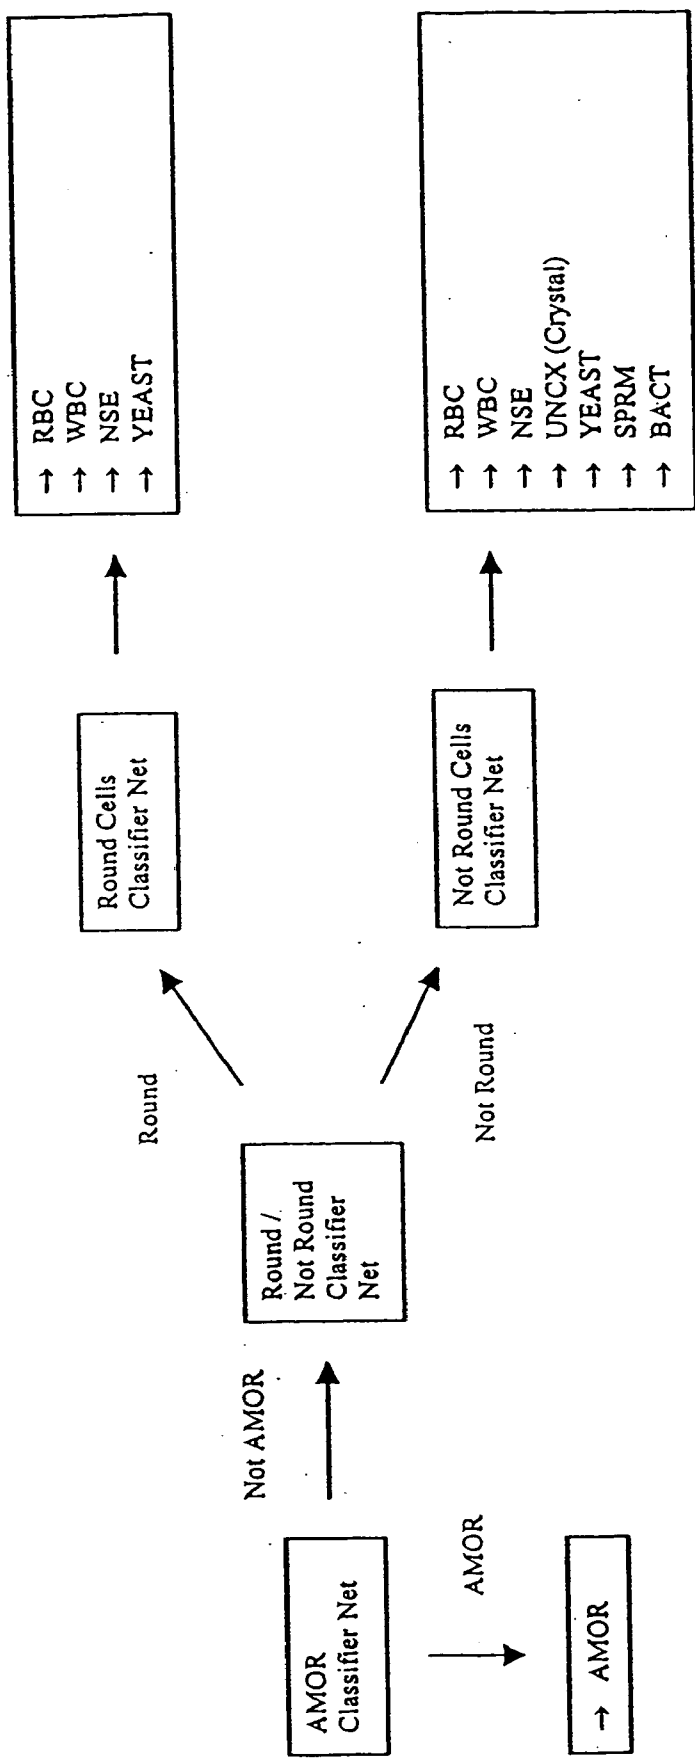 AMOR
Classifier Net
AMOR
→ AMOR
Not AMOR
Round /
Not Round
Classifier
Net
Round
Not Round
Round Cells
Classifier Net
Not Round Cells
Classifier Net
→ RBC
→ WBC
→ NSE
→ YEAST
→ RBC
→ WBC
→ NSE
→ UNCX (Crystal)
→ YEAST
→ SPRM
→ BACT